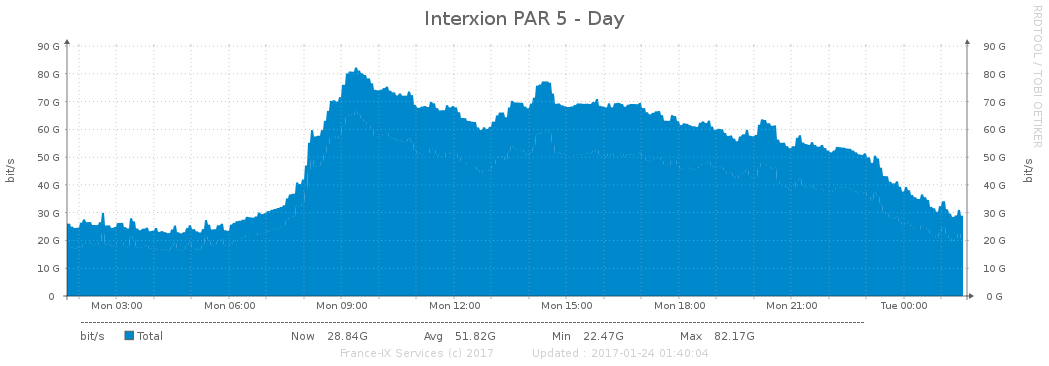 Interxion PAR 5 - Day
RRDTOOL / TOBI OETIKER
bit/s
90 G 90 G
80 G 80 G
70 G 70 G
60 G 60 G
50 G 50 G
40 G 40 G
30 G 30 G
20 G 20 G
10 G 10 G
0 0 G
bit/s
Mon 03:00 Mon 06:00 Mon 09:00 Mon 12:00 Mon 15:00 Mon 18:00 Mon 21:00 Tue 00:00
bit/s Total Now 28.84G Avg 51.82G Min 22.47G Max 82.17G
France-IX Services (c) 2017 Updated : 2017-01-24 01:40:04